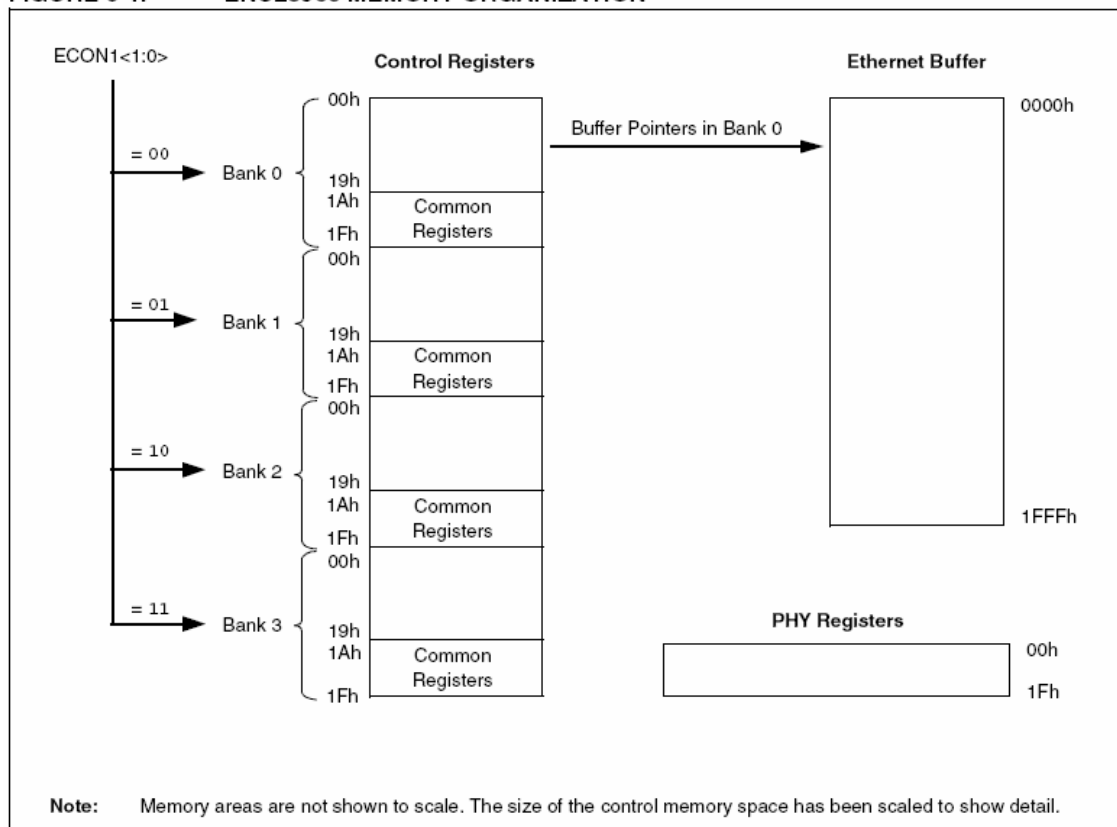 ECON1<1:0>
Control Registers
Ethernet Buffer
= 00
Bank 0
00h
19h
1Ah
1Fh
Common
Registers
Buffer Pointers in Bank 0
0000h
1FFFh
= 01
Bank 1
00h
19h
1Ah
1Fh
Common
Registers
= 10
Bank 2
00h
19h
1Ah
1Fh
Common
Registers
= 11
Bank 3
00h
19h
1Ah
1Fh
Common
Registers
PHY Registers
00h
1Fh
Note: Memory areas are not shown to scale. The size of the control memory space has been scaled to show detail.